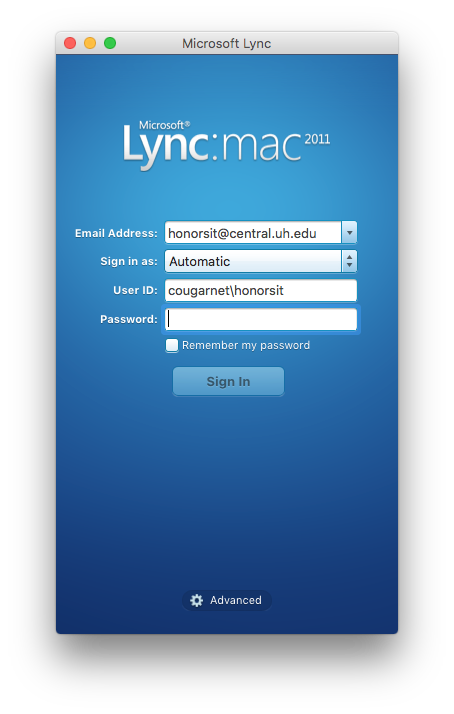 Microsoft Lync
Microsoft®
Lync:mac 2011
Email Address: honorsit@central.uh.edu
Sign in as: Automatic
User ID: cougarnet\honorsit
Password:
Remember my password
Sign In
Advanced